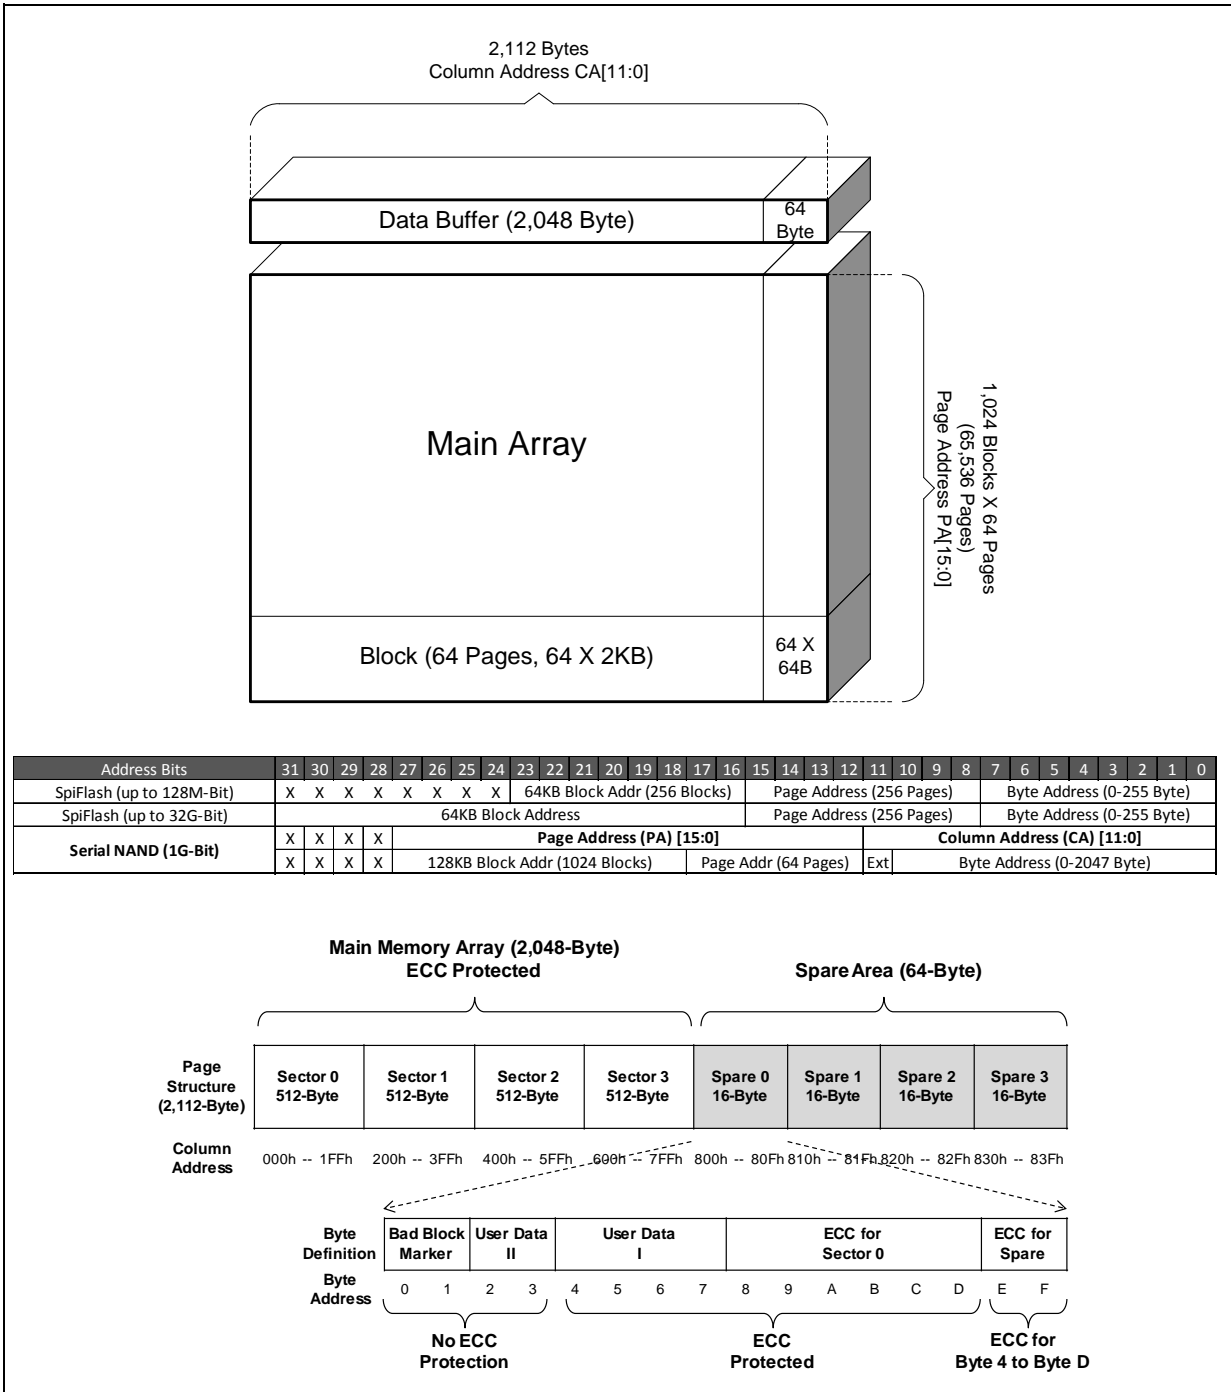 2,112 Bytes
Column Address CA[11:0]
Data Buffer (2,048 Byte)
64
Byte
Main Array
1,024 Blocks X 64 Pages
(65,536 Pages)
Page Address PA[15:0]
Block (64 Pages, 64 X 2KB)
64 X
64B
Address Bits 31 30 29 28 27 26 25 24 23 22 21 20 19 18 17 16 15 14 13 12 11 10 9 8 7 6 5 4 3 2 1 0
SpiFlash (up to 128M-Bit) X X X X X X X X 64KB Block Addr (256 Blocks) Page Address (256 Pages) Byte Address (0-255 Byte)
SpiFlash (up to 32G-Bit) 64KB Block Address Page Address (256 Pages) Byte Address (0-255 Byte)
Serial NAND (1G-Bit)
X X X X Page Address (PA) [15:0] Column Address (CA) [11:0]
X X X X 128KB Block Addr (1024 Blocks) Page Addr (64 Pages) Ext Byte Address (0-2047 Byte)
Main Memory Array (2,048-Byte)
ECC Protected
Spare Area (64-Byte)
Page
Structure
(2,112-Byte)
Sector 0
512-Byte
Sector 1
512-Byte
Sector 2
512-Byte
Sector 3
512-Byte
Spare 0
16-Byte
Spare 1
16-Byte
Spare 2
16-Byte
Spare 3
16-Byte
Column
Address
000h -- 1FFh 200h -- 3FFh 400h -- 5FFh 600h -- 7FFh 800h -- 80Fh 810h -- 81Fh 820h -- 82Fh 830h -- 83Fh
Byte
Definition
Bad Block
Marker
User Data
II
User Data
I
ECC for
Sector 0
ECC for
Spare
Byte
Address
0 1 2 3 4 5 6 7 8 9 A B C D E F
No ECC
Protection
ECC
Protected
ECC for
Byte 4 to Byte D